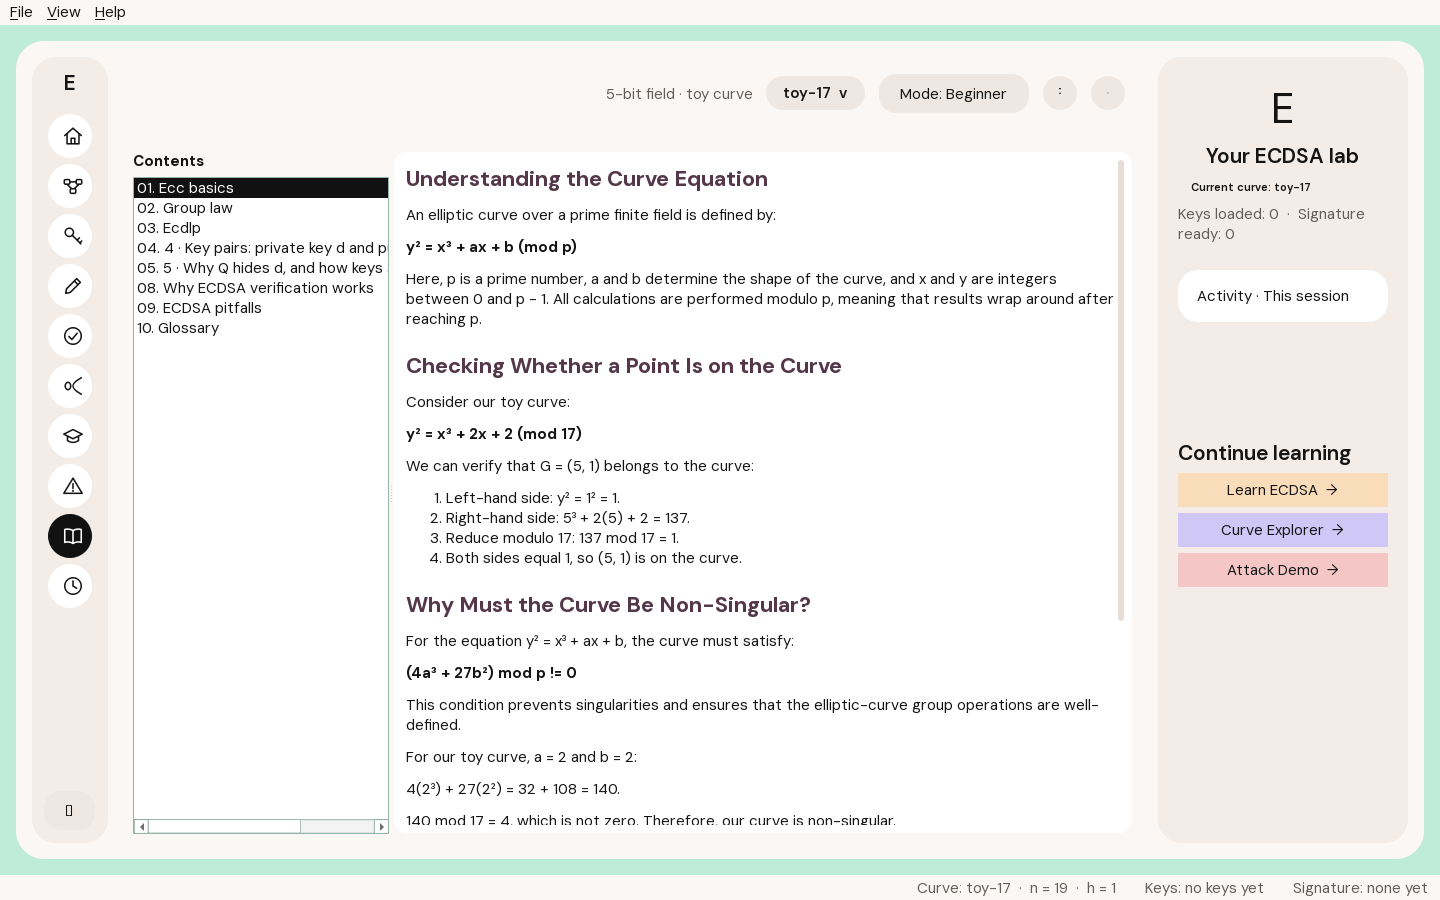 File View Help
E
5-bit field · toy curve
toy-17 v
Mode: Beginner
Contents
01. Ecc basics
02. Group law
03. Ecdlp
04. 4 · Key pairs: private key d and pu
05. 5 · Why Q hides d, and how keys
08. Why ECDSA verification works
09. ECDSA pitfalls
10. Glossary
Understanding the Curve Equation
An elliptic curve over a prime finite field is defined by:
y² = x³ + ax + b (mod p)
Here, p is a prime number, a and b determine the shape of the curve, and x and y are integers
between 0 and p - 1. All calculations are performed modulo p, meaning that results wrap around after
reaching p.
Checking Whether a Point Is on the Curve
Consider our toy curve:
y² = x³ + 2x + 2 (mod 17)
We can verify that G = (5, 1) belongs to the curve:
1. Left-hand side: y² = 1² = 1.
2. Right-hand side: 5³ + 2(5) + 2 = 137.
3. Reduce modulo 17: 137 mod 17 = 1.
4. Both sides equal 1, so (5, 1) is on the curve.
Why Must the Curve Be Non-Singular?
For the equation y² = x³ + ax + b, the curve must satisfy:
(4a³ + 27b²) mod p != 0
This condition prevents singularities and ensures that the elliptic-curve group operations are well-
defined.
For our toy curve, a = 2 and b = 2:
4(2³) + 27(2²) = 32 + 108 = 140.
140 mod 17 = 4, which is not zero. Therefore, our curve is non-singular.
E
Your ECDSA lab
Current curve: toy-17
Keys loaded: 0 · Signature
ready: 0
Activity · This session
Continue learning
Learn ECDSA →
Curve Explorer →
Attack Demo →
Curve: toy-17 · n = 19 · h = 1
Keys: no keys yet
Signature: none yet